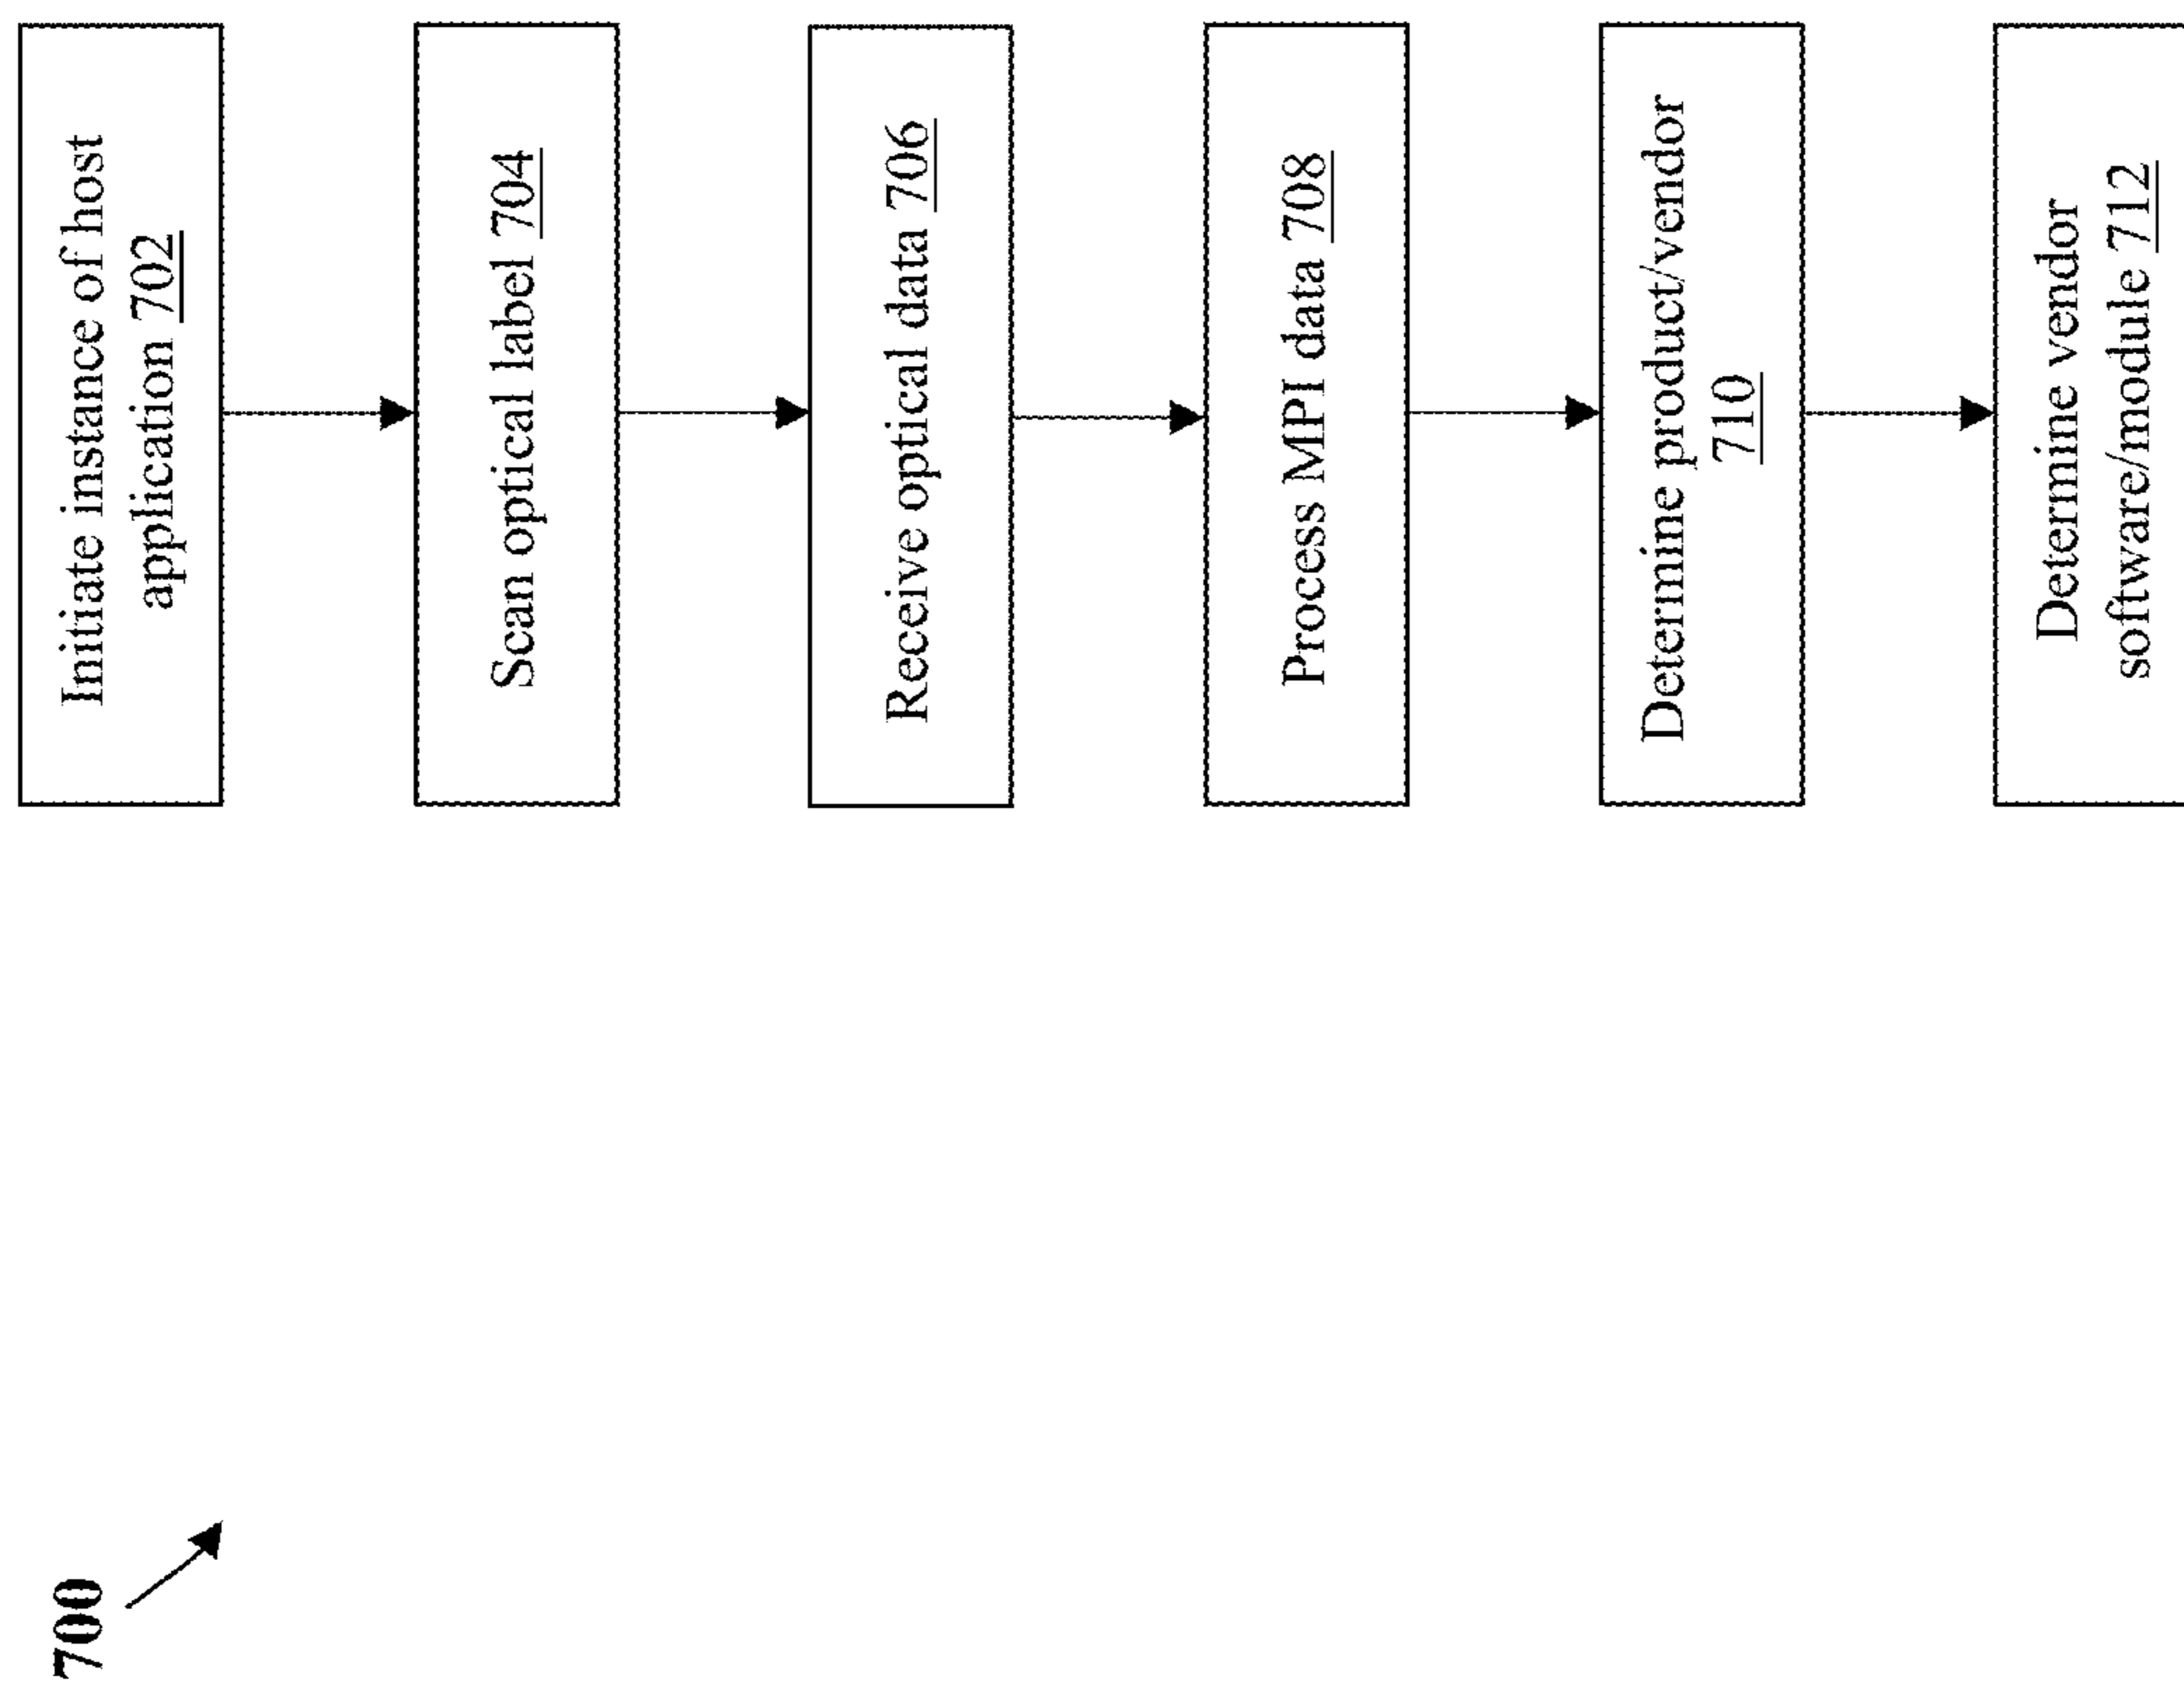 700
Initiate instance of host
application 702
Scan optical label 704
Receive optical data 706
Process MPI data 708
Determine product/vendor
710
Determine vendor
software/module 712